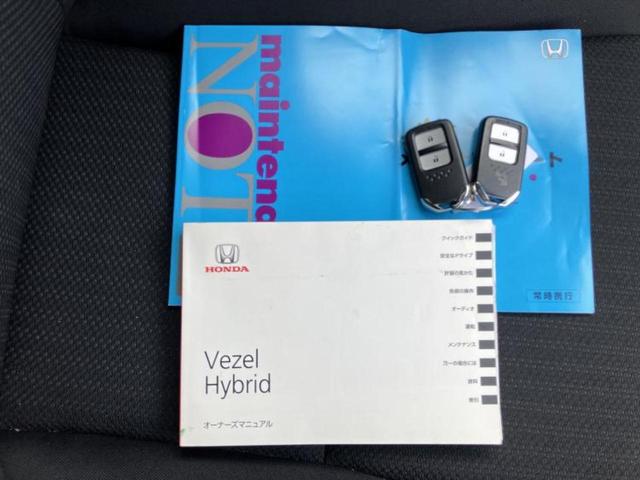 maintena
NOT
常時携行
HONDA
Vezel
Hybrid
オーナーズマニュアル
クイックガイド
安全なドライブ
計器の見かた
各部の操作
オーディオ
運転
メンテナンス
万一の場合には
資料
索引